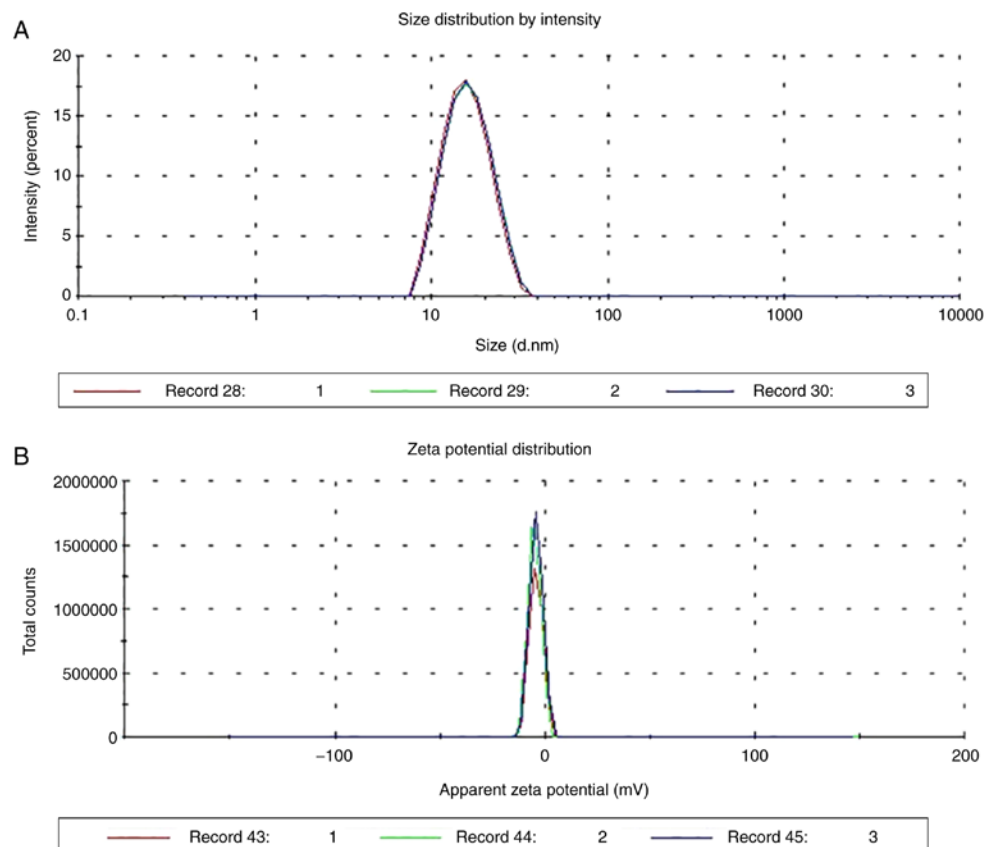 A
Size distribution by intensity
20
15
10
5
0
Intensity (percent)
0.1 1 10 100 1000 10000
Size (d.nm)
Record 28: 1 Record 29: 2 Record 30: 3
B
Zeta potential distribution
2000000
1500000
1000000
500000
0
Total counts
−100 0 100 200
Apparent zeta potential (mV)
Record 43: 1 Record 44: 2 Record 45: 3